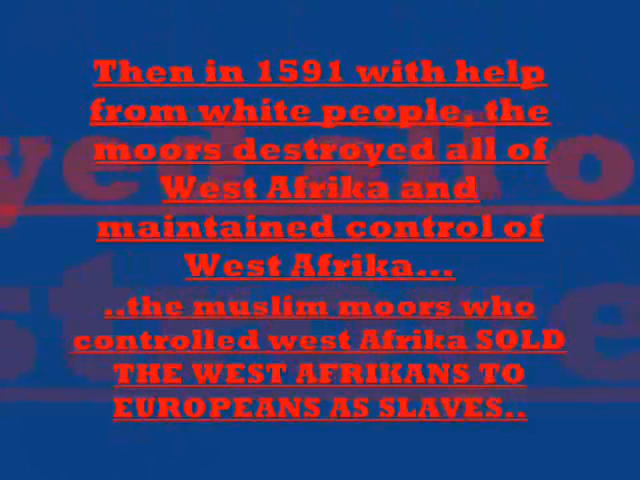 Then in 1591 with help
from white people, the
moors destroyed all of
West Afrika and
maintained control of
West Afrika...
..the muslim moors who
controlled west Afrika SOLD
THE WEST AFRIKANS TO
EUROPEANS AS SLAVES..